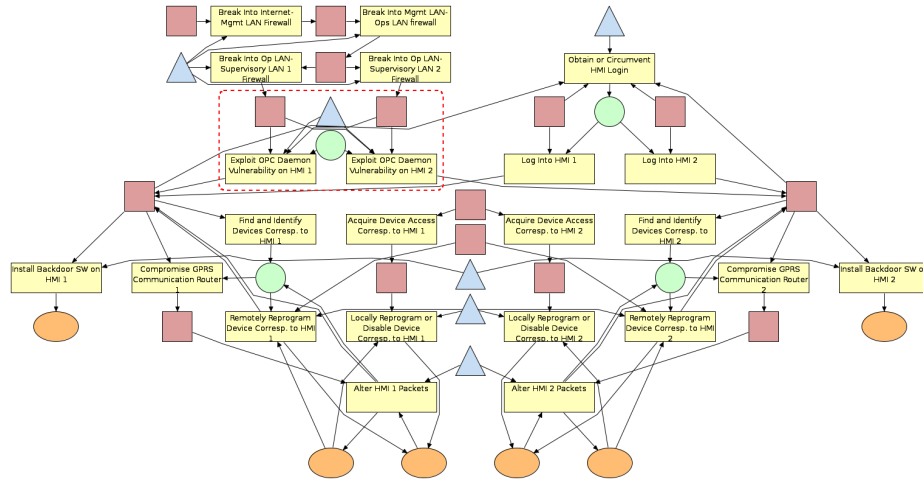 Break Into Internet-
Mgmt LAN Firewall
Break Into Mgmt LAN-
Ops LAN firewall
Break Into Op LAN-
Supervisory LAN 1
Firewall
Break Into Op LAN-
Supervisory LAN 2
Firewall
Obtain or Circumvent
HMI Login
Exploit OPC Daemon
Vulnerability on HMI 1
Exploit OPC Daemon
Vulnerability on HMI 2
Log Into HMI 1
Log Into HMI 2
Find and Identify
Devices Corresp. to
HMI 1
Acquire Device Access
Corresp. to HMI 1
Acquire Device Access
Corresp. to HMI 2
Find and Identify
Devices Corresp. to
HMI 2
Install Backdoor SW on
HMI 1
Compromise GPRS
Communication Router
1
Compromise GPRS
Communication Router
2
Install Backdoor SW on
HMI 2
Remotely Reprogram
Device Corresp. to HMI
1
Locally Reprogram or
Disable Device
Corresp. to HMI 1
Locally Reprogram or
Disable Device
Corresp. to HMI 2
Remotely Reprogram
Device Corresp. to HMI
2
Alter HMI 1 Packets
Alter HMI 2 Packets